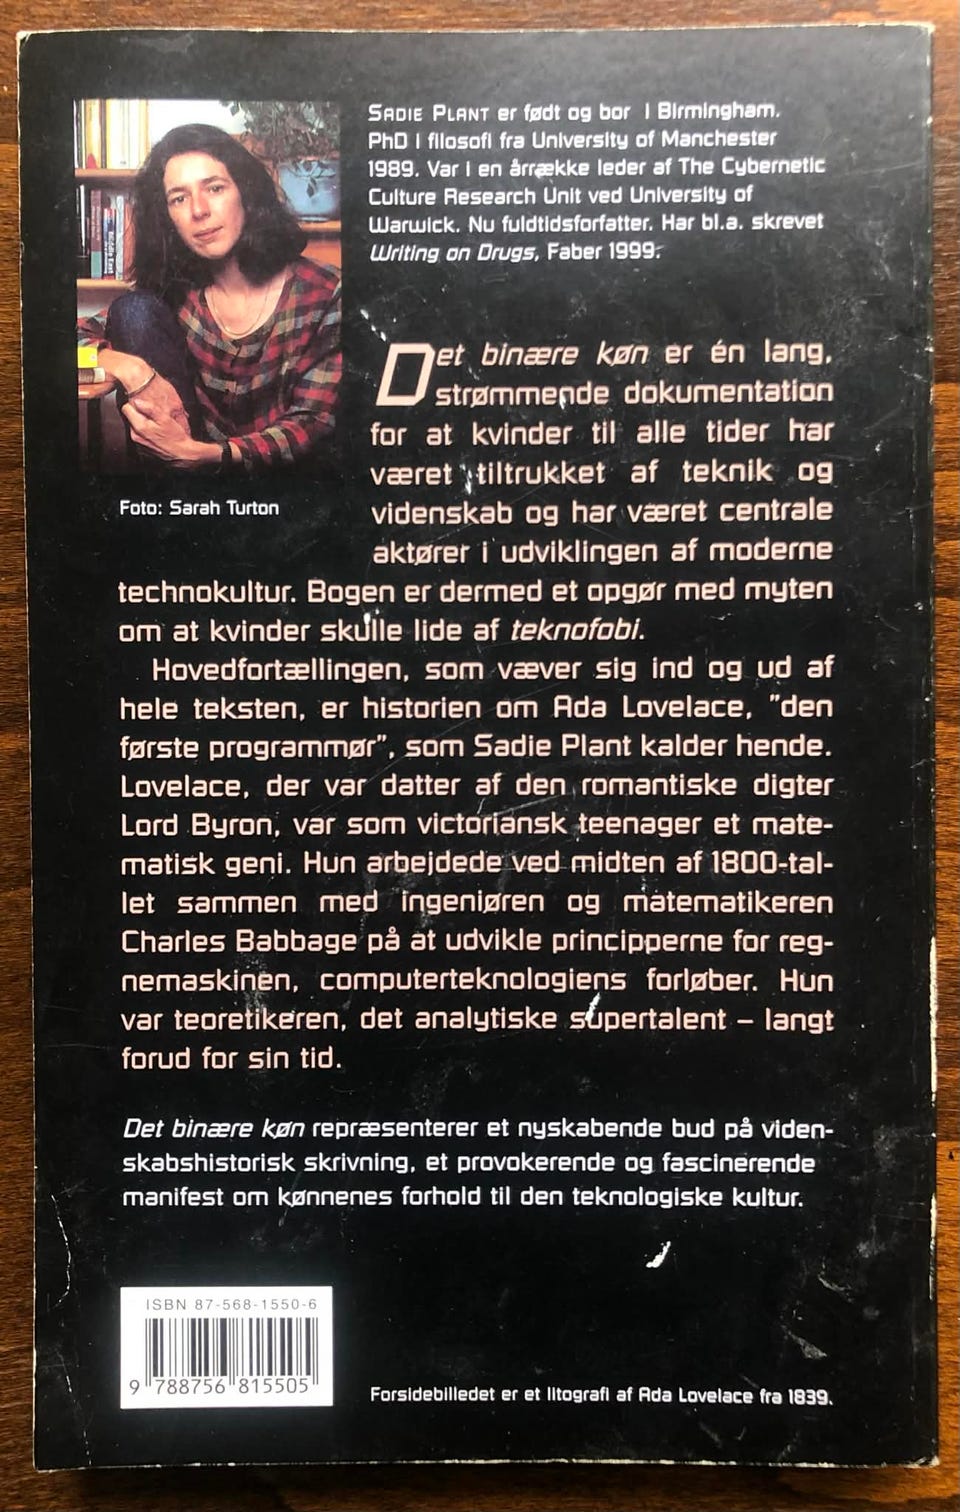 SADIE PLANT er født og bor i Birmingham.
PhD i filosofi fra University of Manchester
1989. Var i en årrække leder af The Cybernetic
Culture Research Unit ved University of
Warwick. Nu fuldtidsforfatter. Har bl.a. skrevet
Writing on Drugs, Faber 1999.
Foto: Sarah Turton
Det binære køn er én lang,
strømmende dokumentation
for at kvinder til alle tider har
været tiltrukket af teknik og
videnskab og har været centrale
aktører i udviklingen af moderne
technokultur. Bogen er dermed et opgør med myten
om at kvinder skulle lide af teknofobi.
Hovedfortællingen, som væver sig ind og ud af
hele teksten, er historien om Ada Lovelace, "den
første programmør", som Sadie Plant kalder hende.
Lovelace, der var datter af den romantiske digter
Lord Byron, var som victoriansk teenager et mate-
matisk geni. Hun arbejdede ved midten af 1800-tal-
let sammen med ingeniøren og matematikeren
Charles Babbage på at udvikle principperne for reg-
nemaskinen, computerteknologiens forløber. Hun
var teoretikeren, det analytiske supertalent – langt
forud for sin tid.
Det binære køn repræsenterer et nyskabende bud på viden-
skabshistorisk skrivning, et provokerende og fascinerende
manifest om kønnenes forhold til den teknologiske kultur.
ISBN 87-568-1550-6
9 788756 815505
Forsidebilledet er et litografi af Ada Lovelace fra 1839.